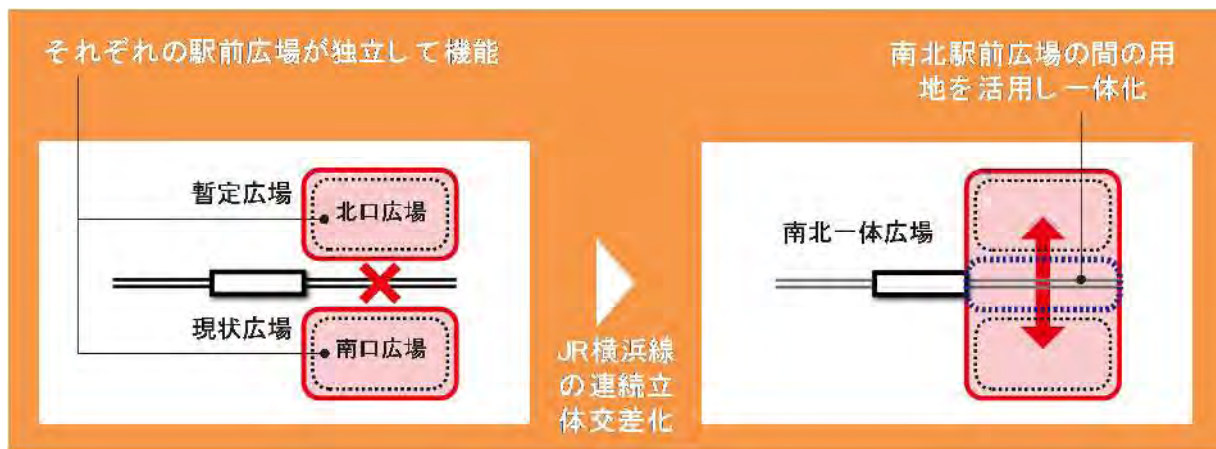 それぞれの駅前広場が独立して機能
暫定広場
北口広場
現状広場
南口広場
JR横浜線
の連続立
体交差化
南北駅前広場の間の用
地を活用し一体化
南北一体広場